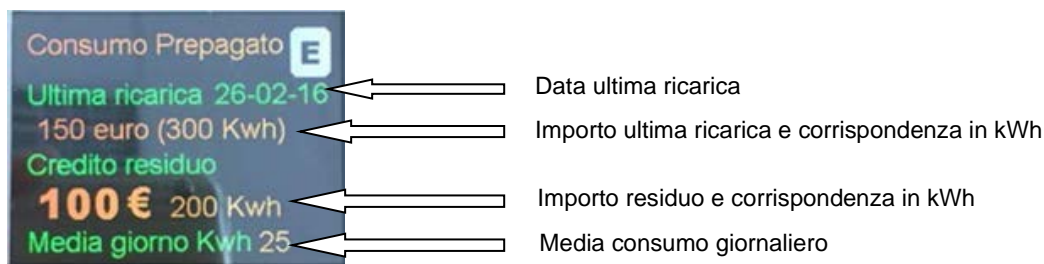 Consumo Prepagato E
Ultima ricarica 26-02-16
150 euro (300 Kwh)
Credito residuo
100 € 200 Kwh
Media giorno Kwh 25
Data ultima ricarica
Importo ultima ricarica e corrispondenza in kWh
Importo residuo e corrispondenza in kWh
Media consumo giornaliero